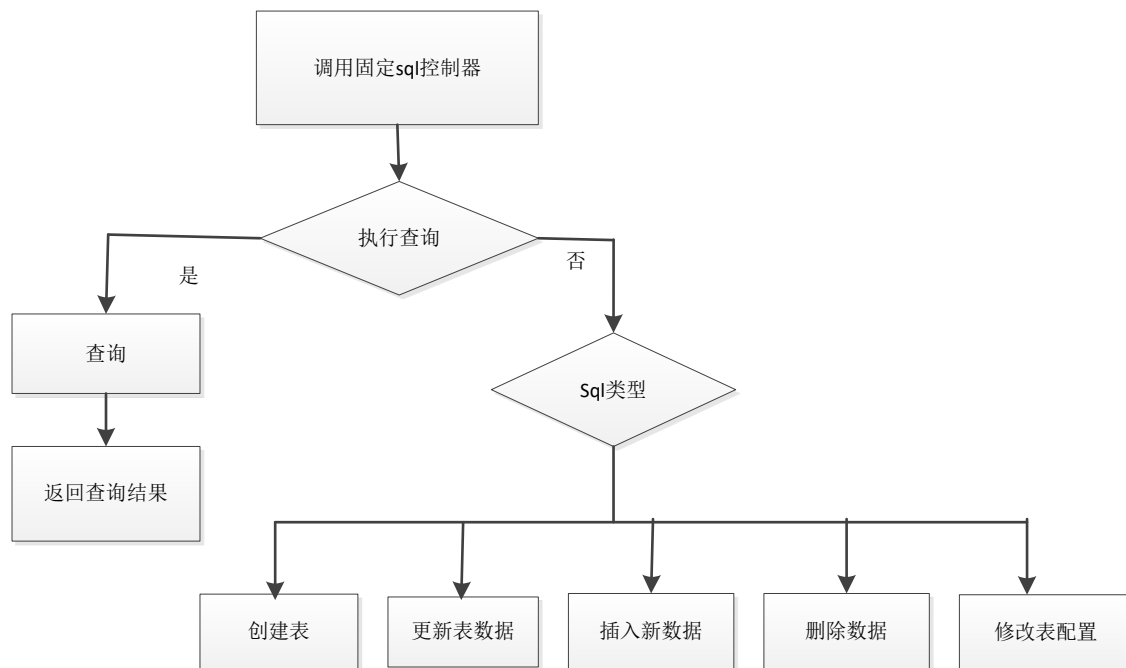 调用固定sql控制器
执行查询
是
否
查询
Sql类型
返回查询结果
创建表
更新表数据
插入新数据
删除数据
修改表配置